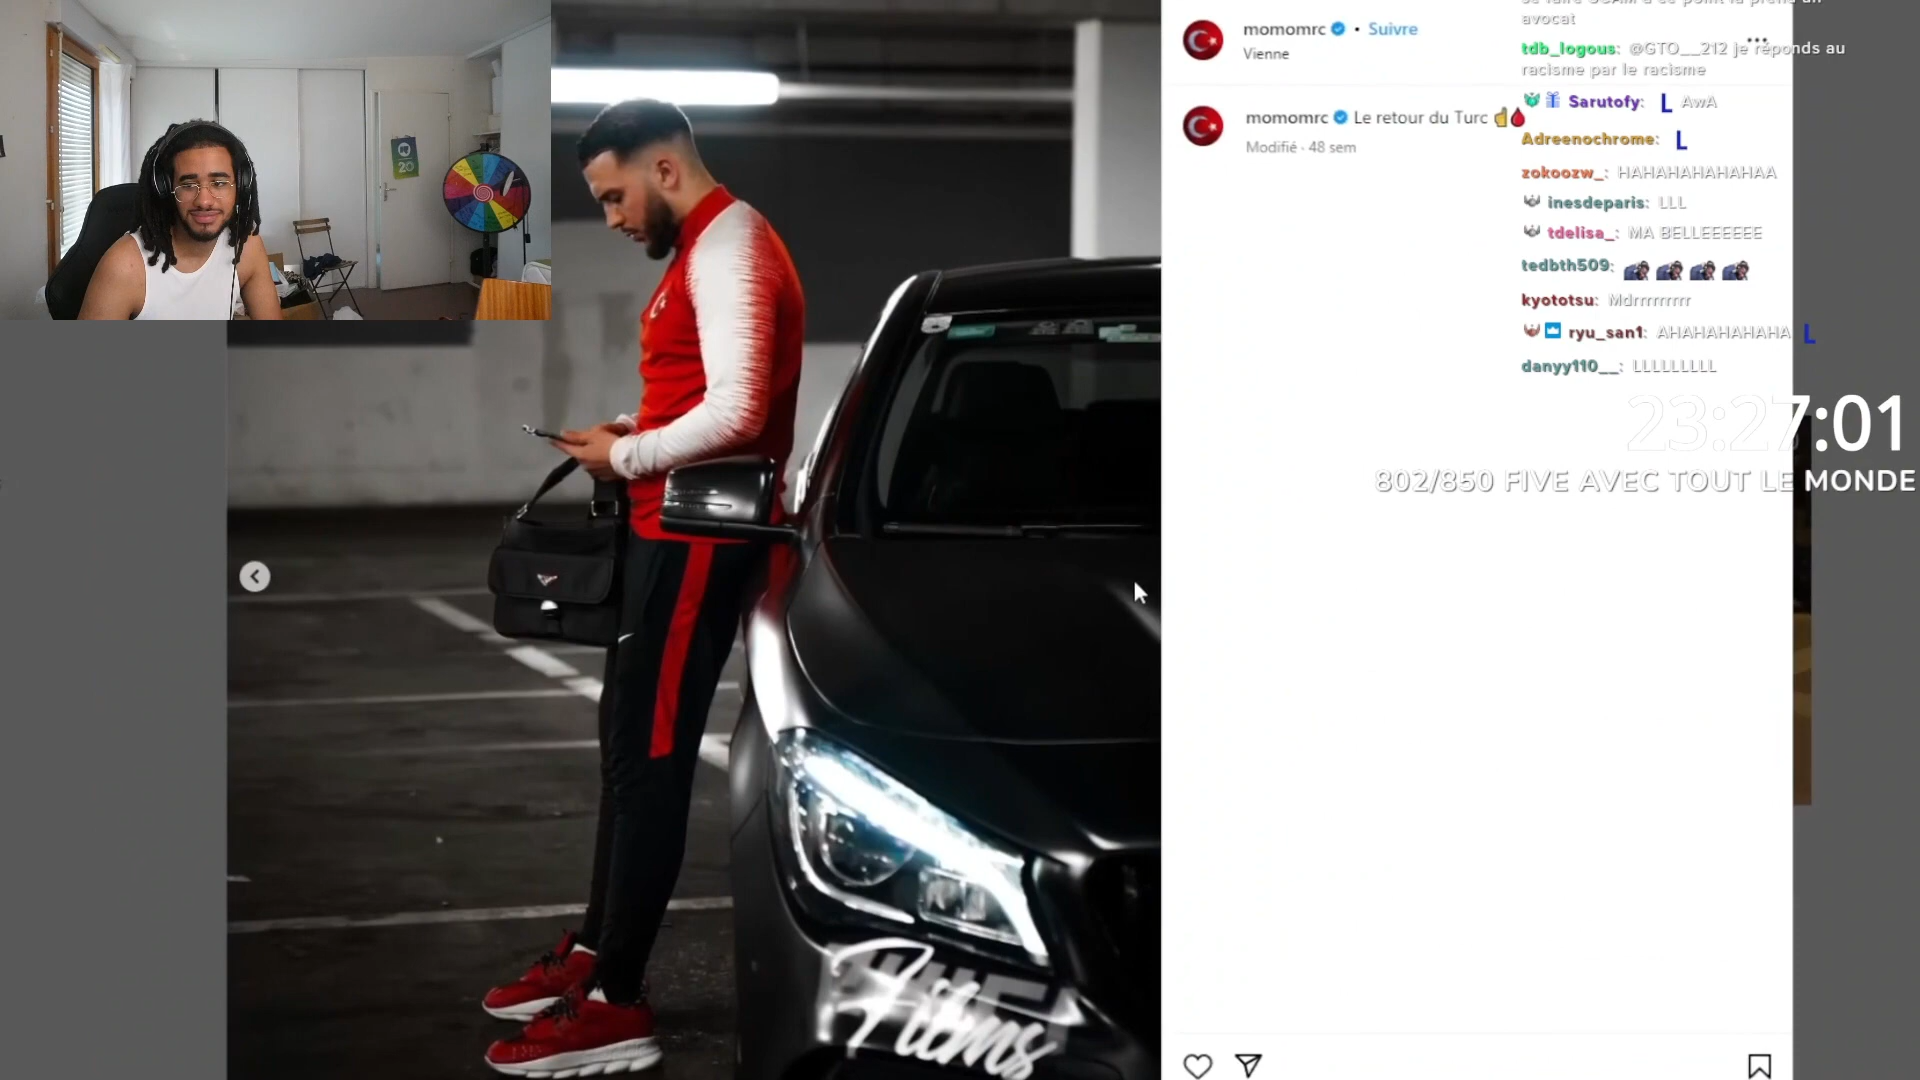 momomrc • Suivre
Vienne
momomrc Le retour du Turc
Modifié · 48 sem
avocat
tdb_logous: @GTO__212 je réponds au
racisme par le racisme
Sarutofy: L AwA
Adreenochrome: L
zokoozw_: HAHAHAHAHAHAA
inesdeparis: LLL
tdelisa_: MA BELLEEEEEE
tedbth509:
kyototsu: Mdrrrrrrrr
ryu_san1: AHAHAHAHAHA L
danyy110__: LLLLLLLLL
23:27:01
802/850 FIVE AVEC TOUT LE MONDE
20
Films